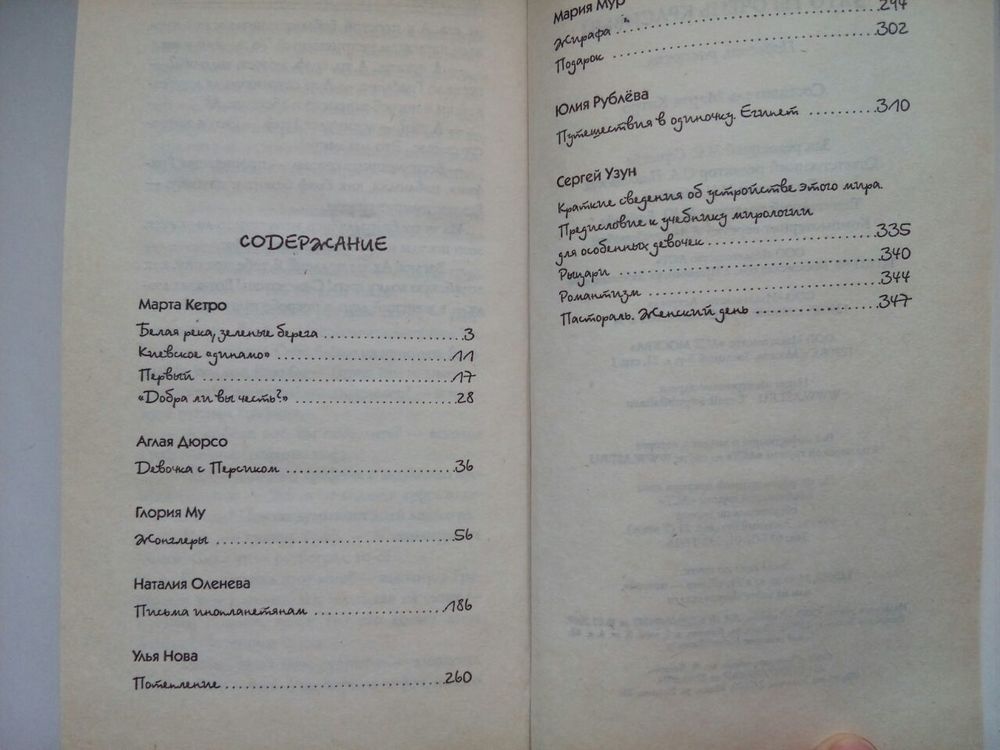 СОДЕРЖАНИЕ
Марта Кетро
Белая река, зеленые берега 3
Киевское «динамо» 11
Первый 17
«Добра ли вы честь?» 28
Аглая Дюрсо
Девочка с Персиком 36
Глория Му
Жонглеры 56
Наталия Оленева
Письма инопланетянам 186
Улья Нова
Потепление 260
Мария Мур
Жирафа 294
Подарок 302
Юлия Рублёва
Путешествия в одиночку. Египет 310
Сергей Узун
Краткие сведения об устройстве этого мира.
Предисловие к учебнику мирологии
для особенных девочек 335
Рыцари 340
Романтизм 344
Пастораль. Женский день 347